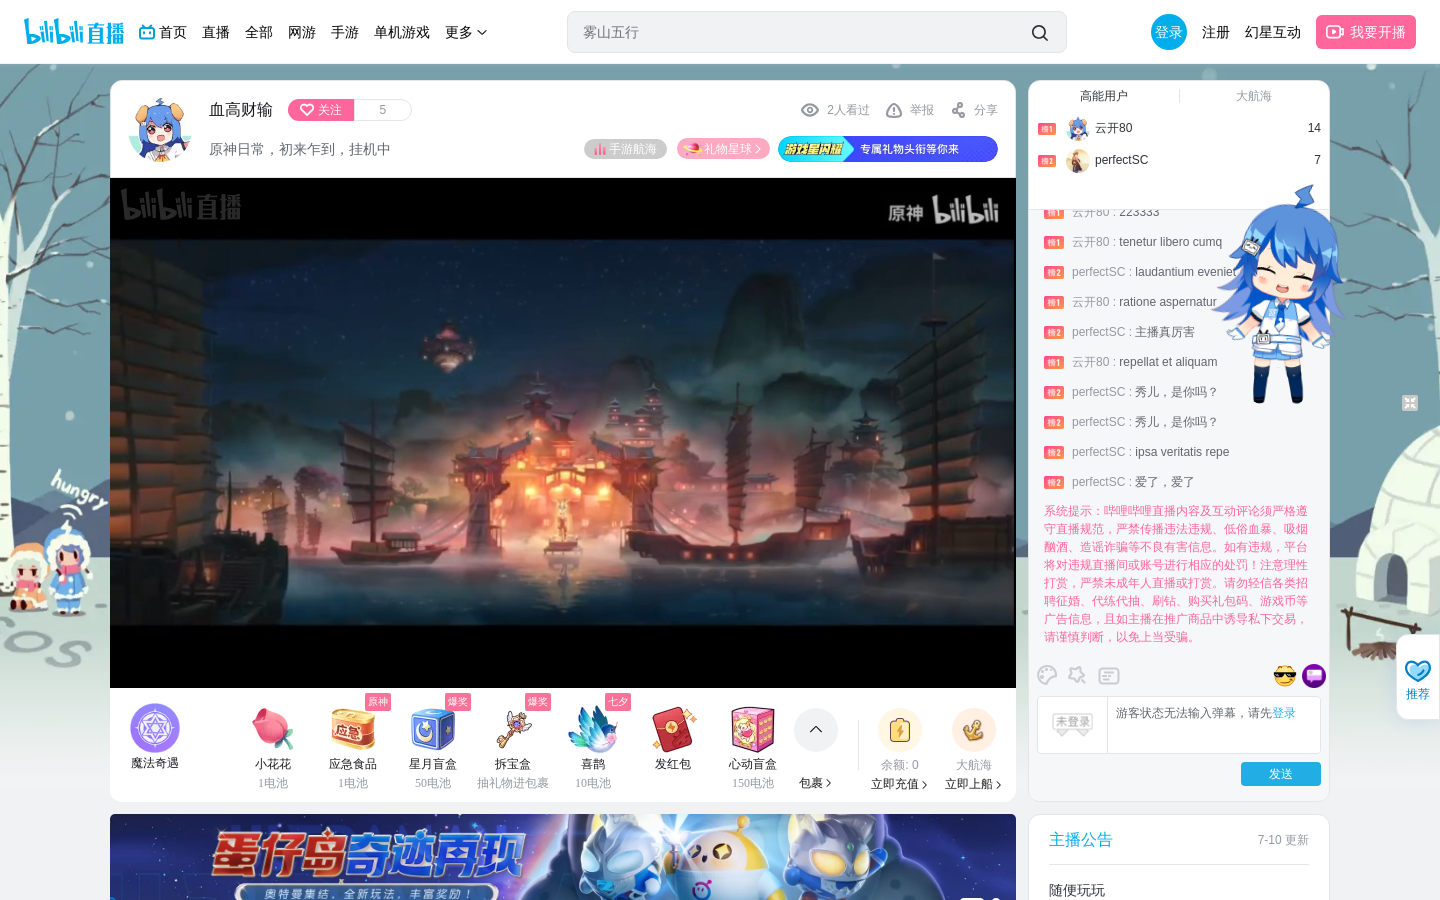 bilibili 直播
首页
直播
全部
网游
手游
单机游戏
更多
雾山五行
登录
注册
幻星互动
我要开播
血高财输
关注
5
2人看过
举报
分享
原神日常，初来乍到，挂机中
手游航海
礼物星球
游戏星闪耀
专属礼物头衔等你来
bilibili 直播
原神 bilibili
高能用户
大航海
榜1 云开80 14
榜2 perfectSC 7
榜1 云开80 : 223333
榜1 云开80 : tenetur libero cumq
榜2 perfectSC : laudantium eveniet
榜1 云开80 : ratione aspernatur
榜2 perfectSC : 主播真厉害
榜1 云开80 : repellat et aliquam
榜2 perfectSC : 秀儿，是你吗？
榜2 perfectSC : 秀儿，是你吗？
榜2 perfectSC : ipsa veritatis repe
榜2 perfectSC : 爱了，爱了
系统提示：哔哩哔哩直播内容及互动评论须严格遵
守直播规范，严禁传播违法违规、低俗血暴、吸烟
酗酒、造谣诈骗等不良有害信息。如有违规，平台
将对违规直播间或账号进行相应的处罚！注意理性
打赏，严禁未成年人直播或打赏。请勿轻信各类招
聘征婚、代练代抽、刷钻、购买礼包码、游戏币等
广告信息，且如主播在推广商品中诱导私下交易，
请谨慎判断，以免上当受骗。
未登录
游客状态无法输入弹幕，请先登录
发送
hungry
SOS
推荐
魔法奇遇
小花花
1电池
原神
应急
应急食品
1电池
爆奖
星月盲盒
50电池
爆奖
拆宝盒
抽礼物进包裹
七夕
喜鹊
10电池
发红包
心动盲盒
150电池
包裹
余额: 0
立即充值
大航海
立即上船
蛋仔岛奇迹再现
奥特曼集结，全新玩法，丰富奖励！
主播公告
7-10 更新
随便玩玩